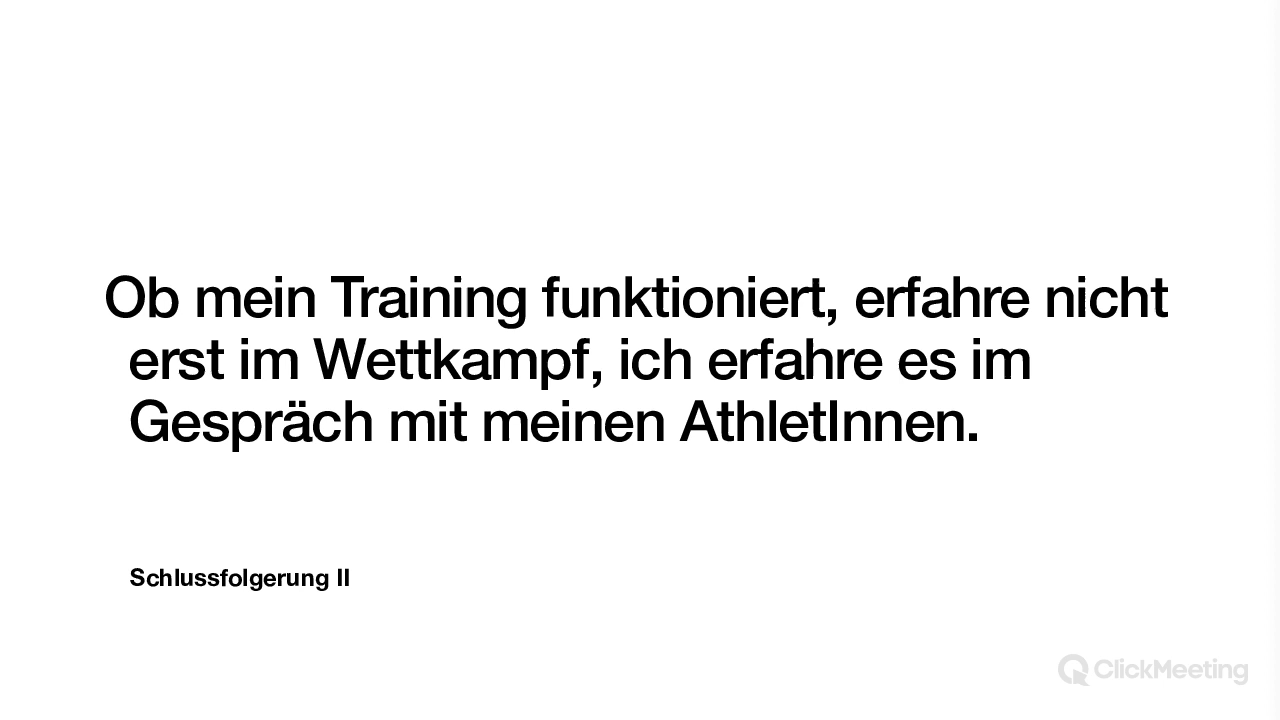 Ob mein Training funktioniert, erfahre nicht
erst im Wettkampf, ich erfahre es im
Gespräch mit meinen AthletInnen.
Schlussfolgerung II
ClickMeeting